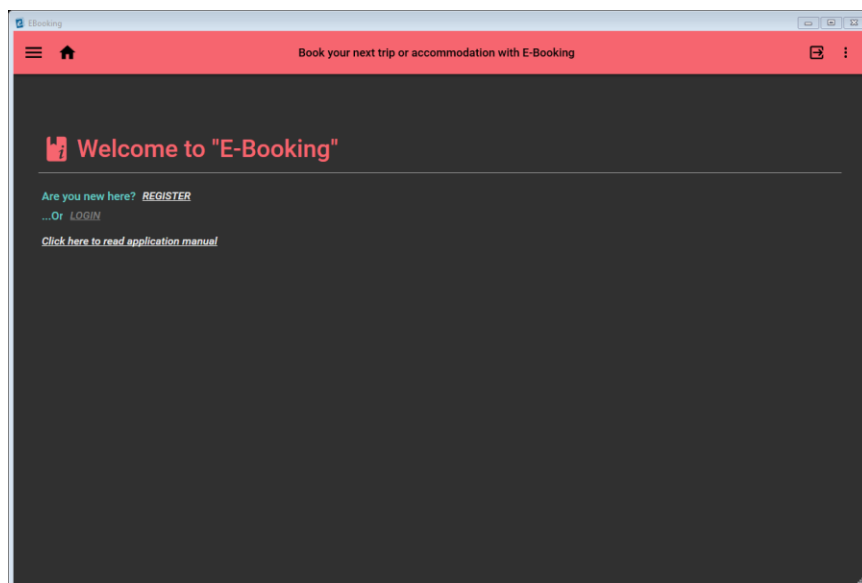 EBooking
Book your next trip or accommodation with E-Booking
Welcome to "E-Booking"
Are you new here? REGISTER
...Or LOGIN
Click here to read application manual